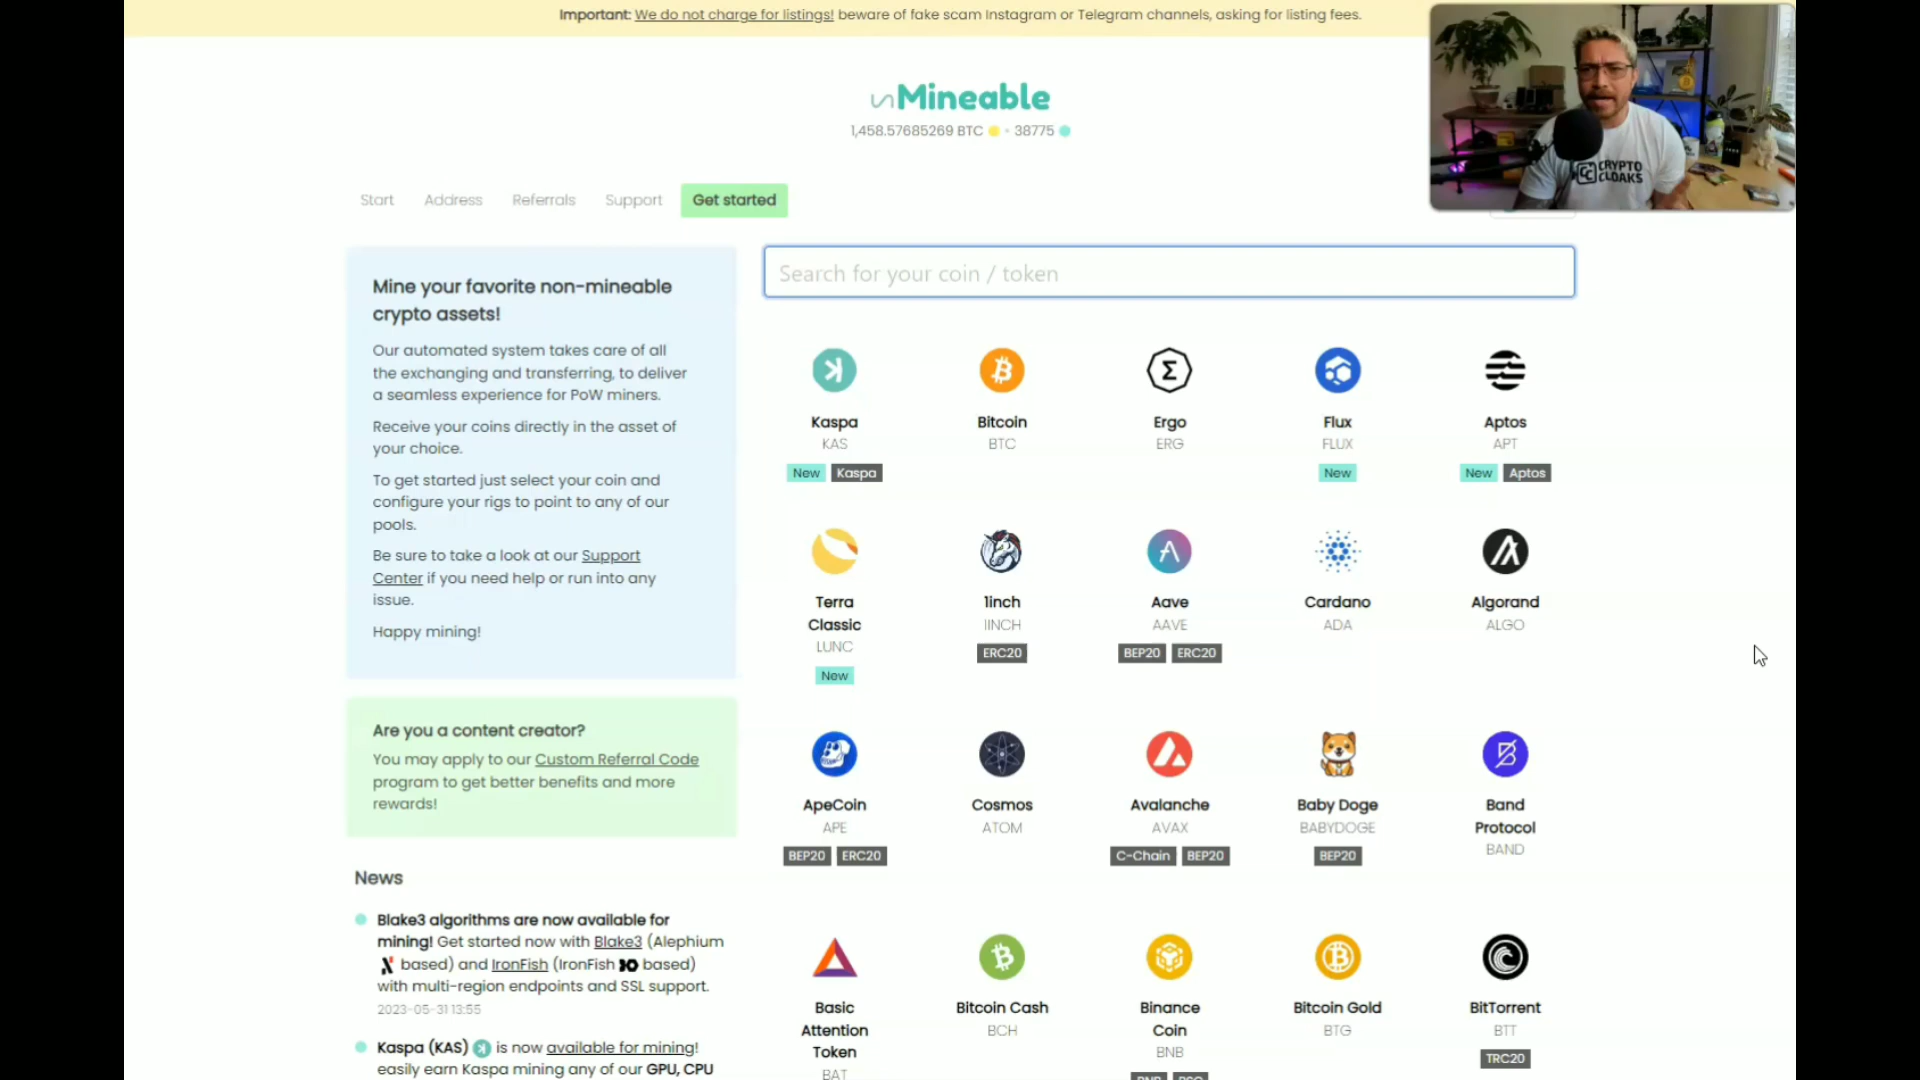 Important: We do not charge for listings! beware of fake scam Instagram or Telegram channels, asking for listing fees.
unMineable
1,458.57685269 BTC • 38775
Start Address Referrals Support Get started
CRYPTO
CLOAKS
Search for your coin / token
Mine your favorite non-mineable
crypto assets!
Our automated system takes care of all
the exchanging and transferring, to deliver
a seamless experience for PoW miners.
Receive your coins directly in the asset of
your choice.
To get started just select your coin and
configure your rigs to point to any of our
pools.
Be sure to take a look at our Support
Center if you need help or run into any
issue.
Happy mining!
Are you a content creator?
You may apply to our Custom Referral Code
program to get better benefits and more
rewards!
News
Blake3 algorithms are now available for
mining! Get started now with Blake3 (Alephium
based) and IronFish (IronFish based)
with multi-region endpoints and SSL support.
2023-05-31 13:55
Kaspa (KAS) is now available for mining!
easily earn Kaspa mining any of our GPU, CPU
Kaspa Bitcoin Ergo Flux Aptos
KAS BTC ERG FLUX APT
New Kaspa New New Aptos
Terra 1inch Aave Cardano Algorand
Classic 1INCH AAVE ADA ALGO
LUNC ERC20 BEP20 ERC20
New
ApeCoin Cosmos Avalanche Baby Doge Band
APE ATOM AVAX BABYDOGE Protocol
BEP20 ERC20 C-Chain BEP20 BEP20 BAND
Basic Bitcoin Cash Binance Bitcoin Gold BitTorrent
Attention BCH Coin BTG BTT
Token BNB TRC20
BAT BNB BSC